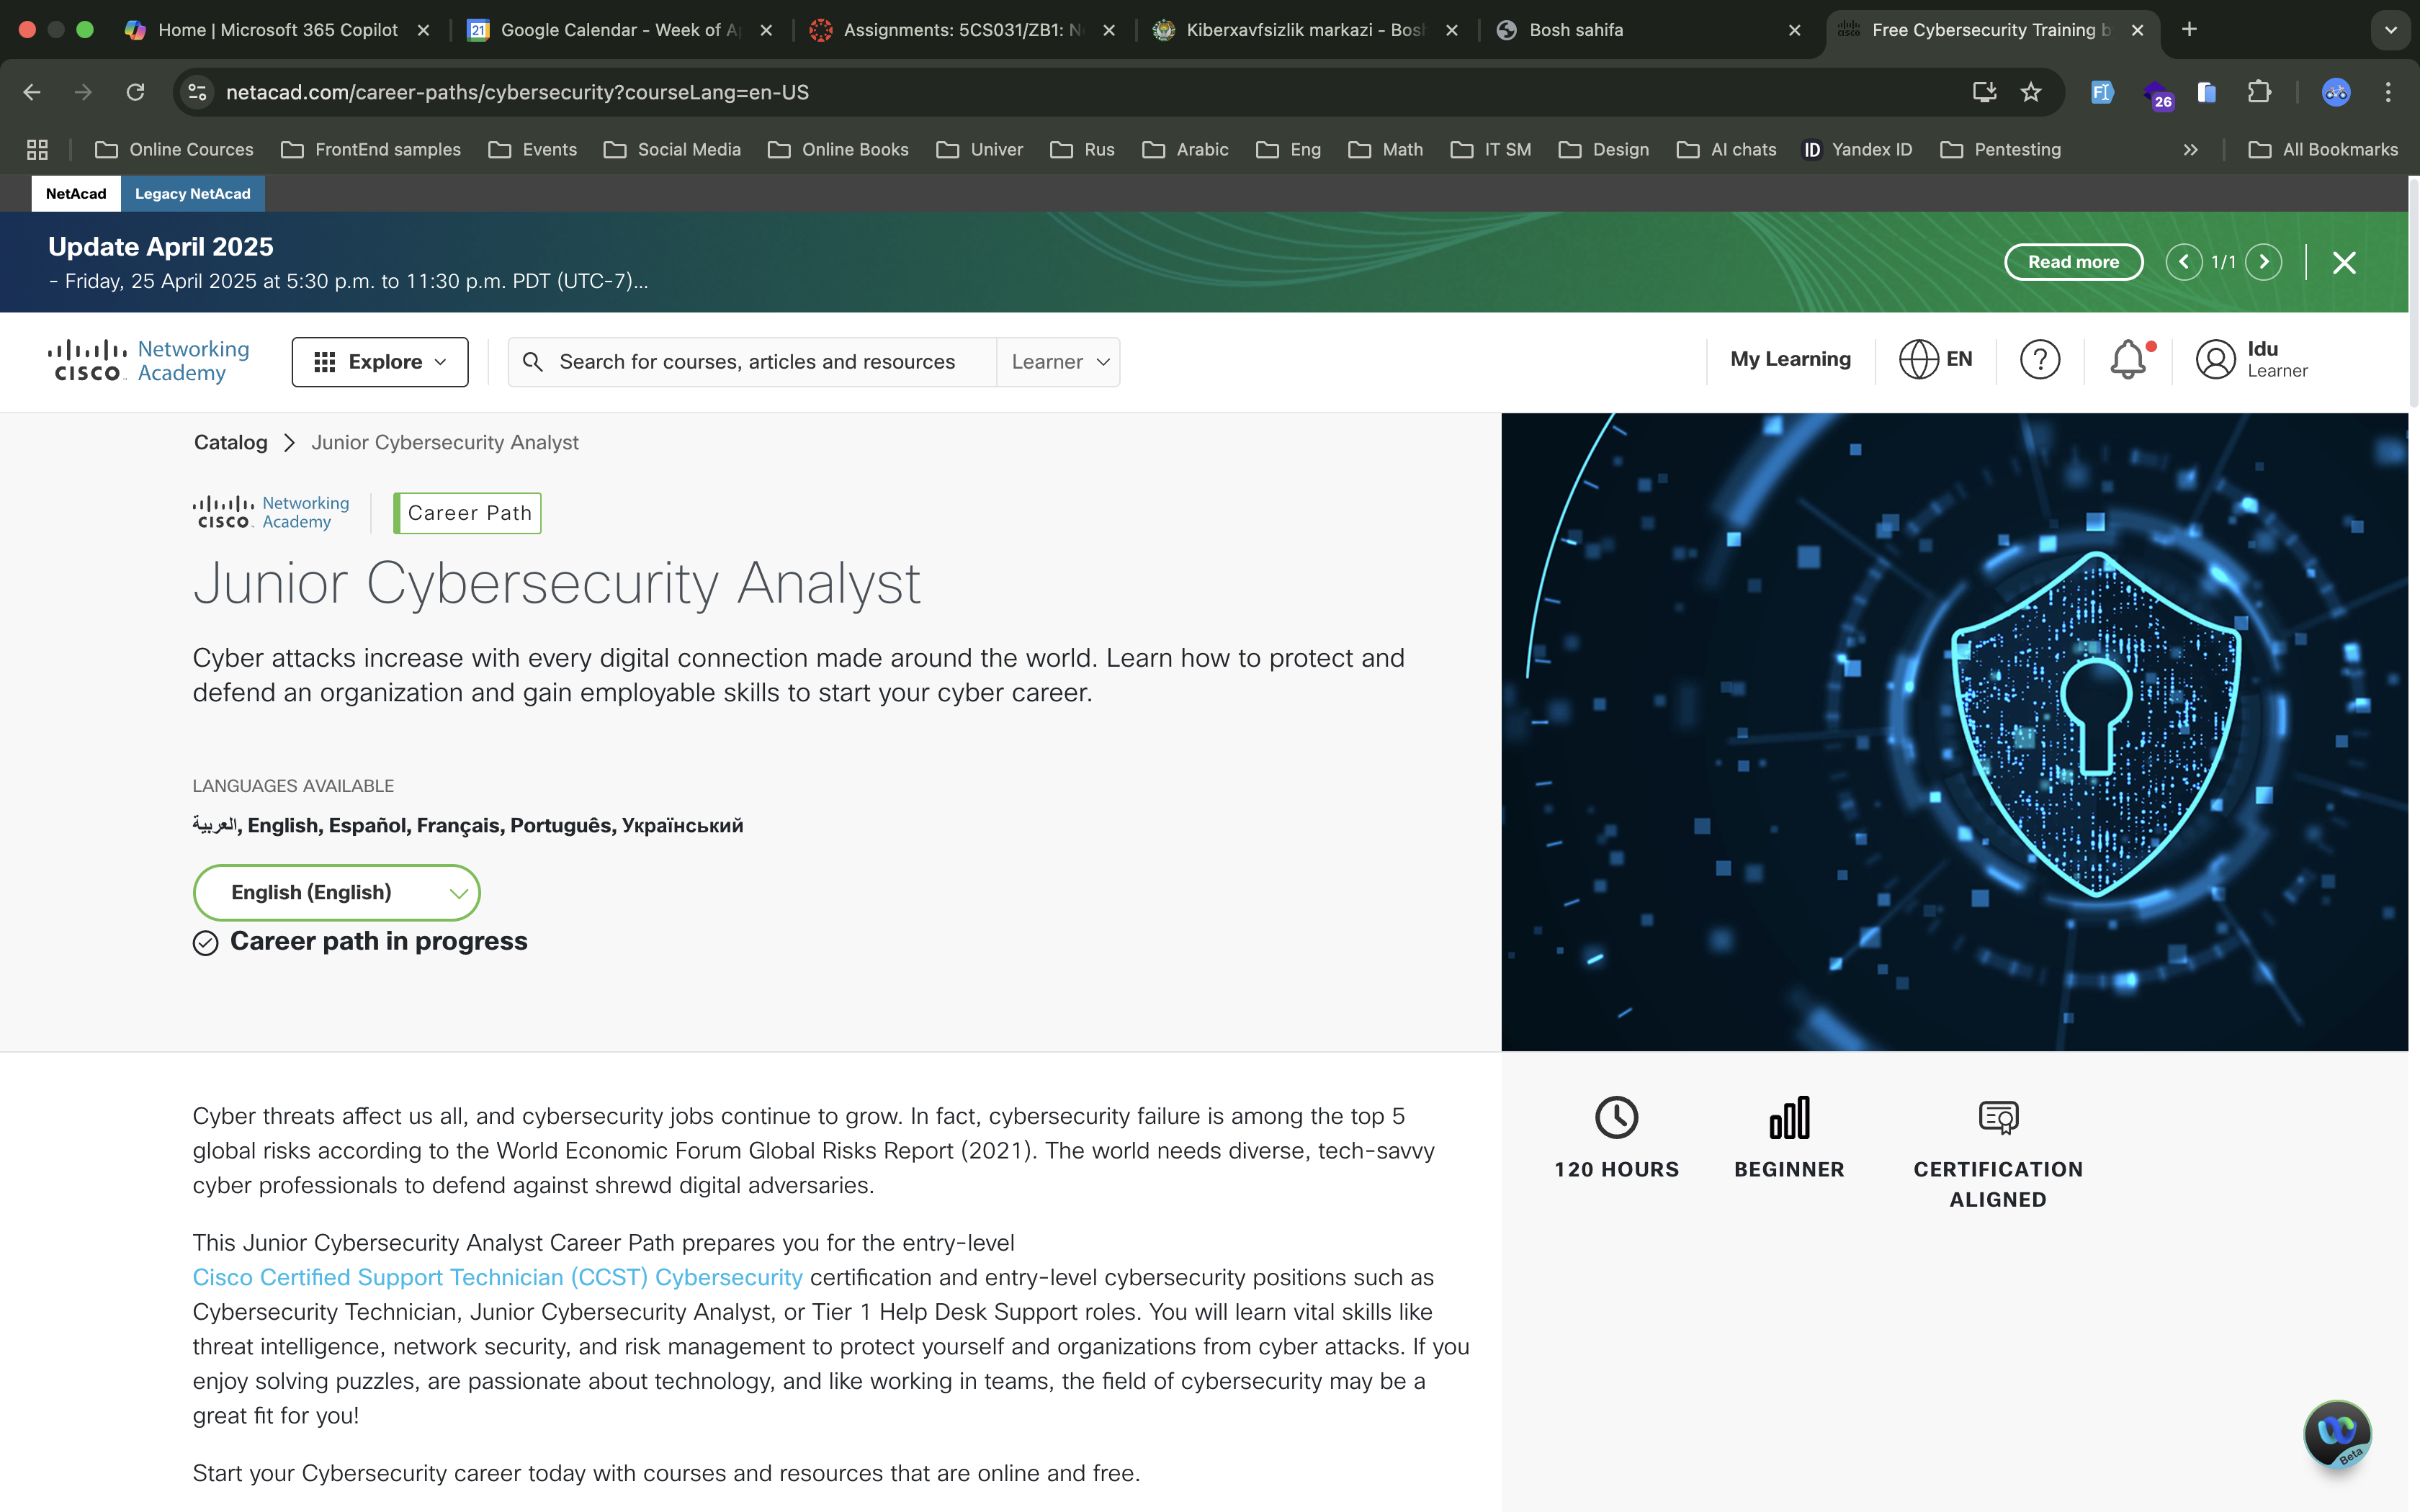 Home | Microsoft 365 Copilot
Google Calendar - Week of A
Assignments: 5CS031/ZB1: N
Kiberxavfsizlik markazi - Bosh
Bosh sahifa
Free Cybersecurity Training b
netacad.com/career-paths/cybersecurity?courseLang=en-US
26
Online Cources
FrontEnd samples
Events
Social Media
Online Books
Univer
Rus
Arabic
Eng
Math
IT SM
Design
AI chats
ID Yandex ID
Pentesting
All Bookmarks
NetAcad
Legacy NetAcad
Update April 2025
- Friday, 25 April 2025 at 5:30 p.m. to 11:30 p.m. PDT (UTC-7)...
Read more
1/1
CISCO Networking Academy
Explore
Search for courses, articles and resources
Learner
My Learning
EN
Idu
Learner
Catalog > Junior Cybersecurity Analyst
CISCO Networking Academy
Career Path
Junior Cybersecurity Analyst
Cyber attacks increase with every digital connection made around the world. Learn how to protect and
defend an organization and gain employable skills to start your cyber career.
LANGUAGES AVAILABLE
العربية, English, Español, Français, Português, Український
English (English)
Career path in progress
Cyber threats affect us all, and cybersecurity jobs continue to grow. In fact, cybersecurity failure is among the top 5
global risks according to the World Economic Forum Global Risks Report (2021). The world needs diverse, tech-savvy
cyber professionals to defend against shrewd digital adversaries.
This Junior Cybersecurity Analyst Career Path prepares you for the entry-level
Cisco Certified Support Technician (CCST) Cybersecurity certification and entry-level cybersecurity positions such as
Cybersecurity Technician, Junior Cybersecurity Analyst, or Tier 1 Help Desk Support roles. You will learn vital skills like
threat intelligence, network security, and risk management to protect yourself and organizations from cyber attacks. If you
enjoy solving puzzles, are passionate about technology, and like working in teams, the field of cybersecurity may be a
great fit for you!
Start your Cybersecurity career today with courses and resources that are online and free.
120 HOURS
BEGINNER
CERTIFICATION
ALIGNED
Beta